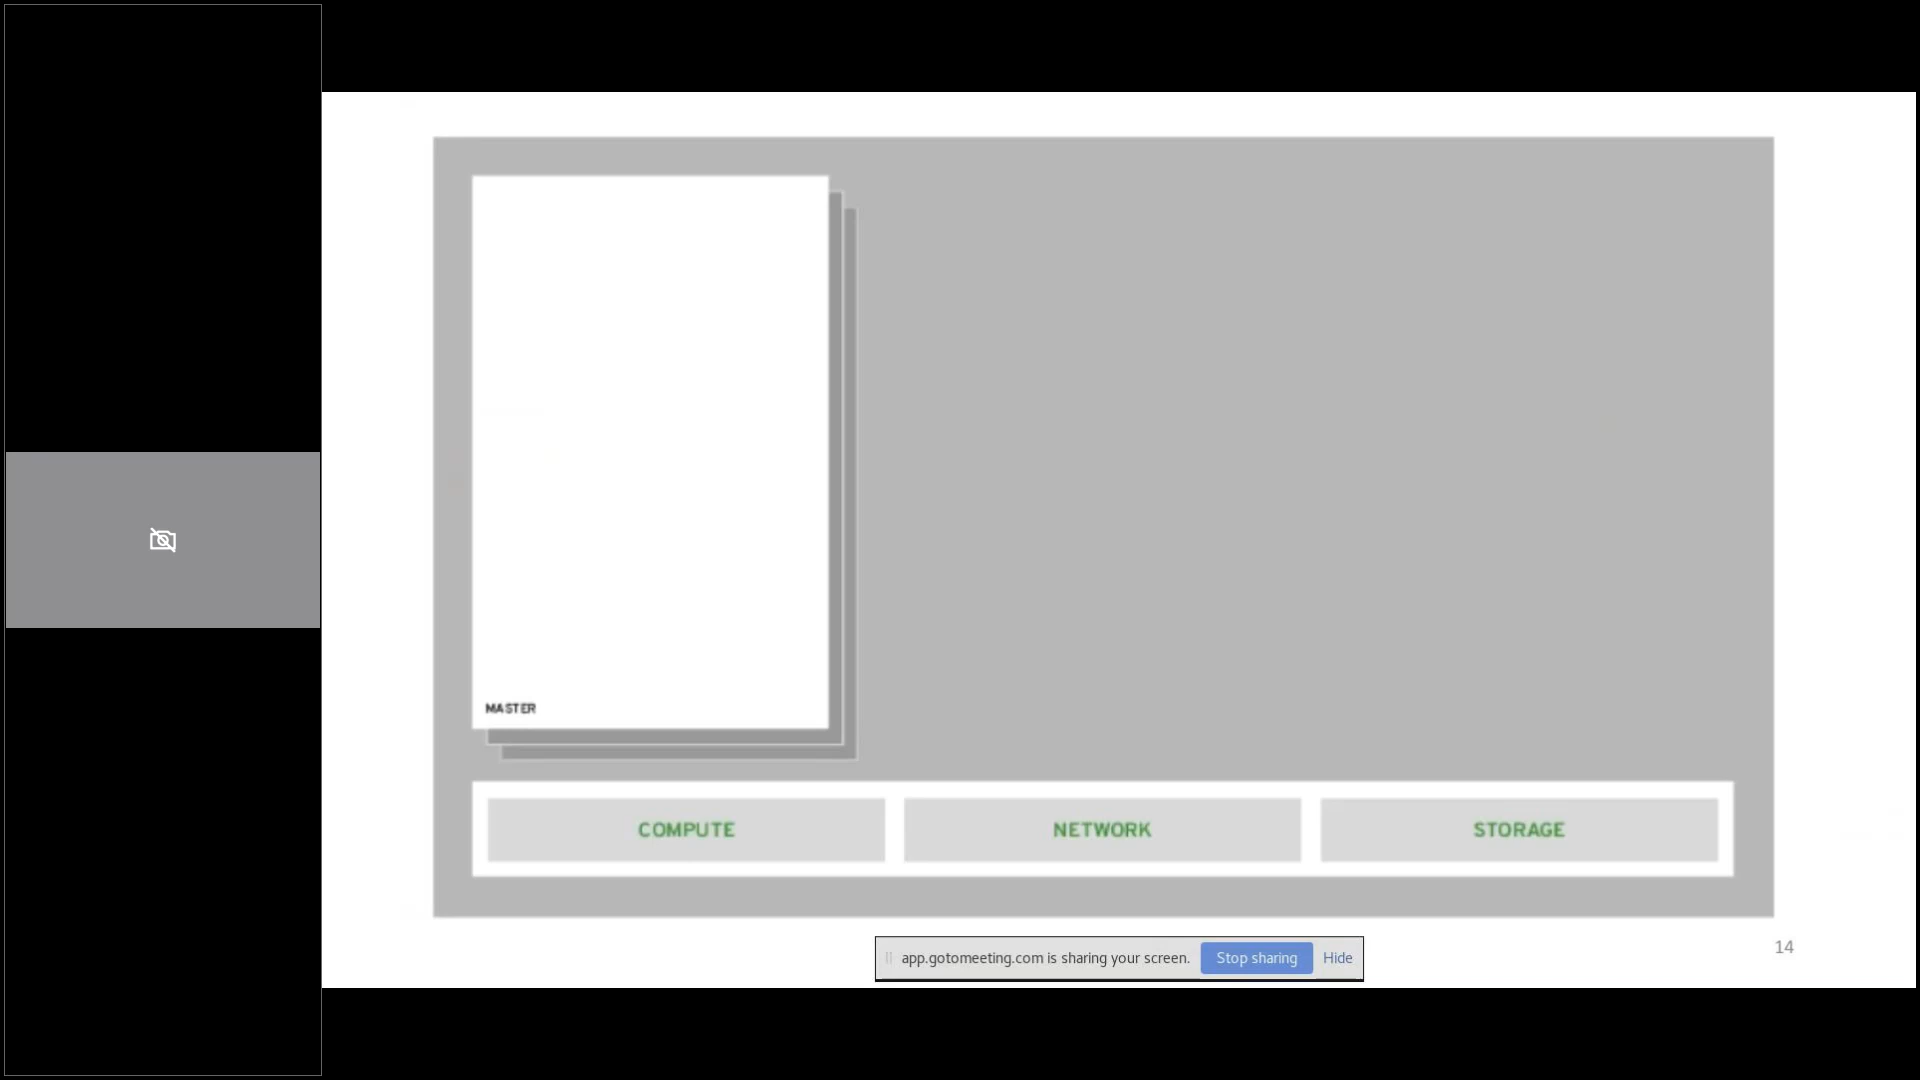 MASTER
COMPUTE NETWORK STORAGE
app.gotomeeting.com is sharing your screen. Stop sharing Hide
14